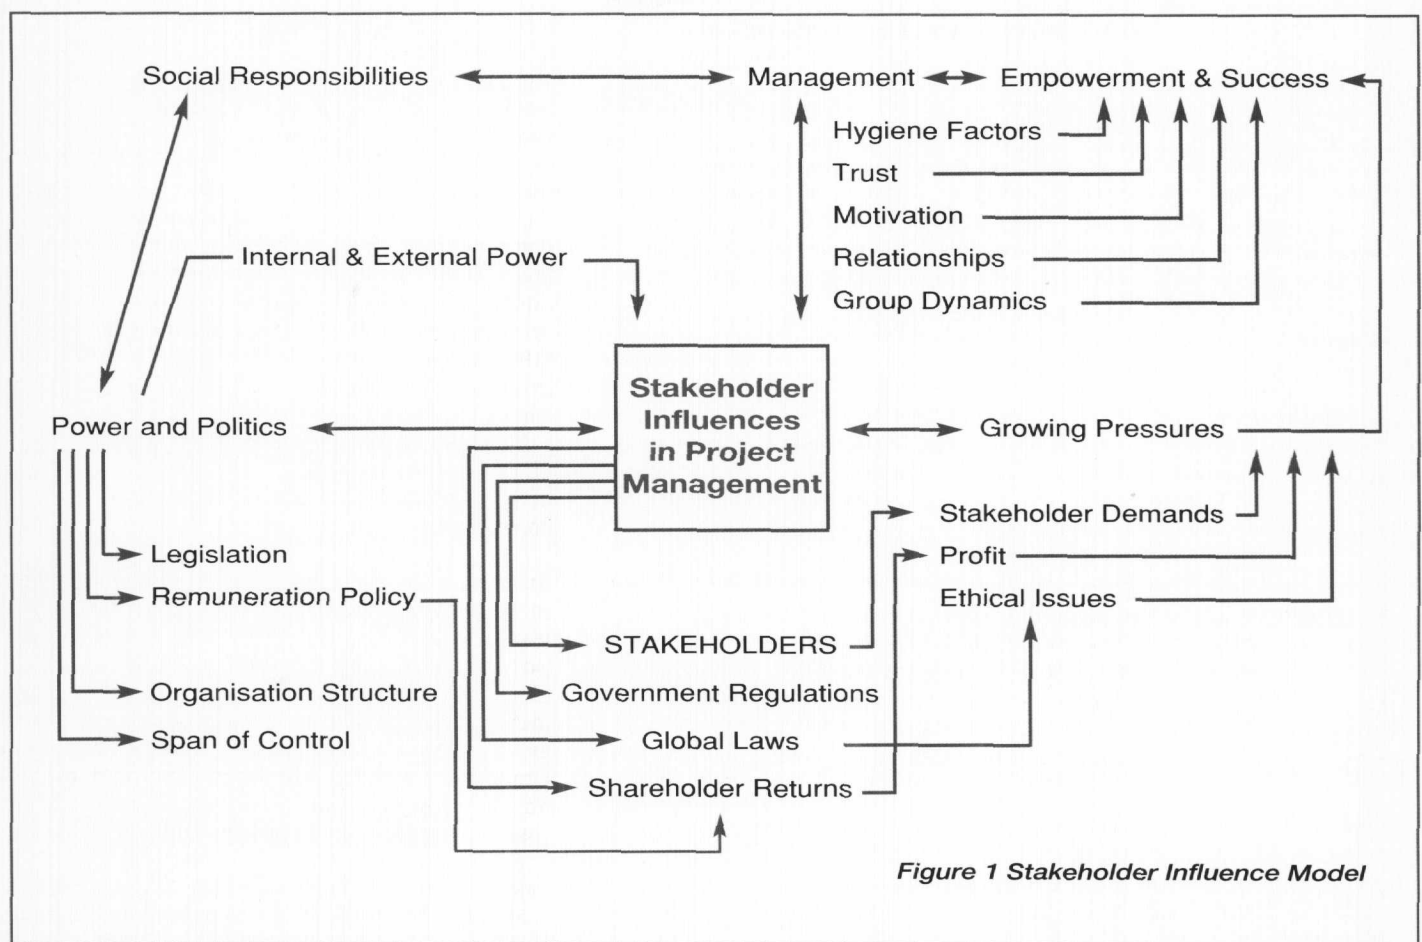 Social Responsibilities
Management
Empowerment & Success
Hygiene Factors
Trust
Motivation
Relationships
Group Dynamics
Internal & External Power
Stakeholder
Influences
in Project
Management
Power and Politics
Growing Pressures
Stakeholder Demands
Profit
Ethical Issues
Legislation
Remuneration Policy
Organisation Structure
Span of Control
STAKEHOLDERS
Government Regulations
Global Laws
Shareholder Returns
Figure 1 Stakeholder Influence Model